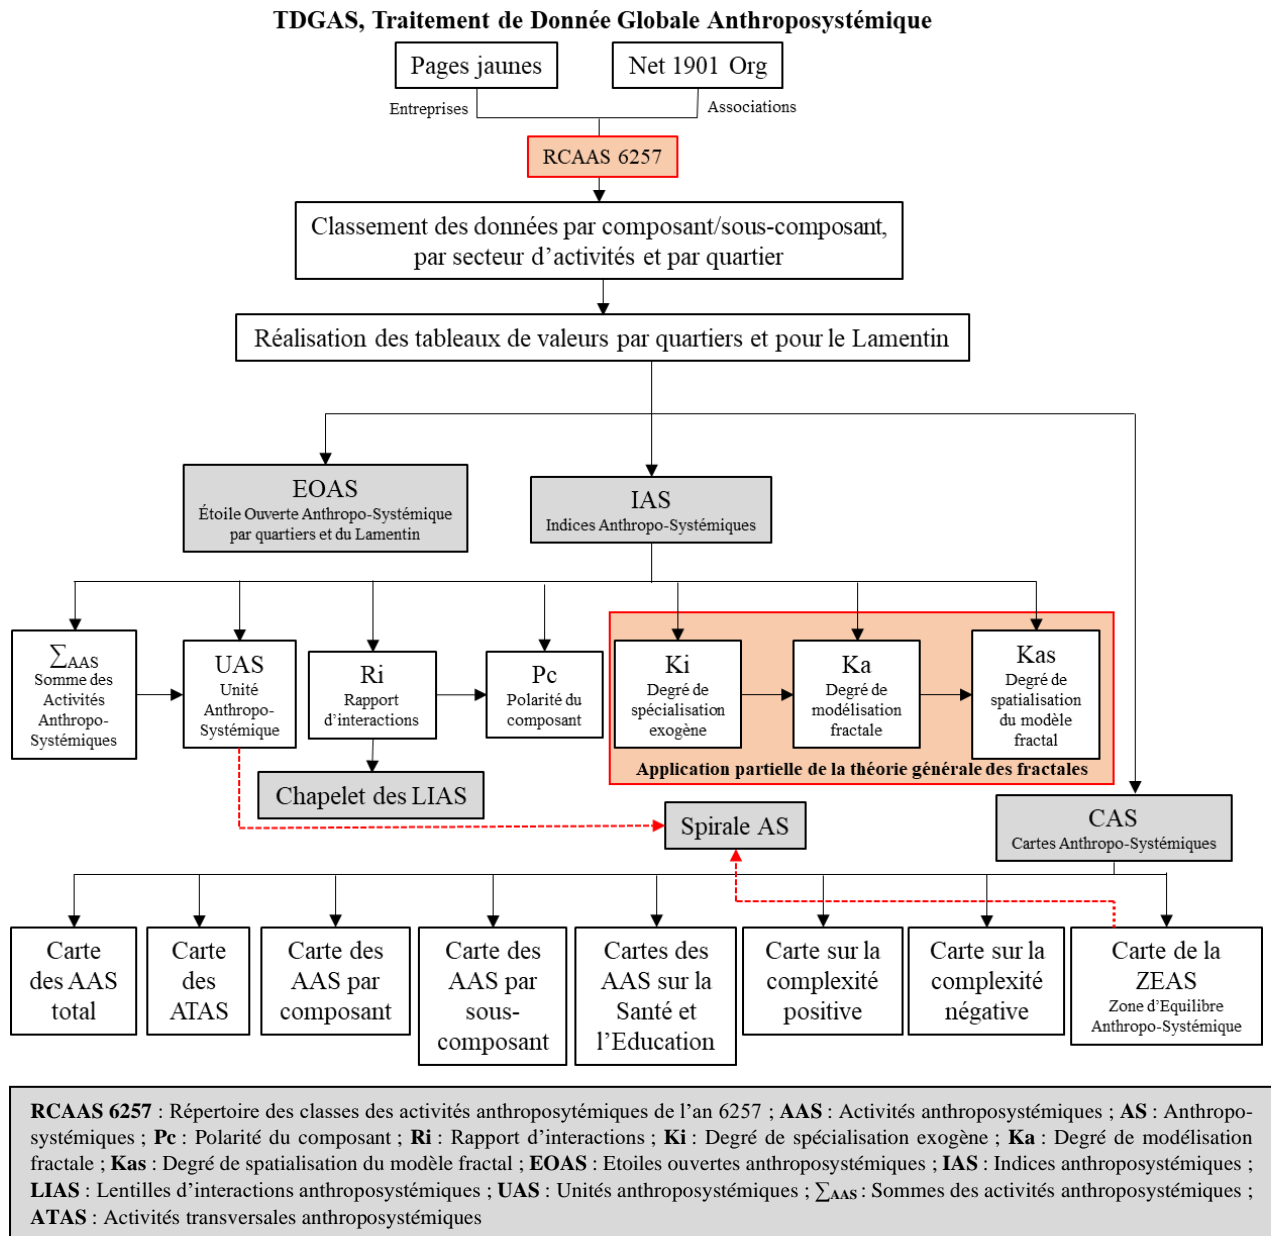 TDGAS, Traitement de Donnée Globale Anthroposystémique
Pages jaunes
Net 1901 Org
Entreprises
Associations
RCAAS 6257
Classement des données par composant/sous-composant,
par secteur d’activités et par quartier
Réalisation des tableaux de valeurs par quartiers et pour le Lamentin
EOAS
Étoile Ouverte Anthropo-Systémique
par quartiers et du Lamentin
IAS
Indices Anthropo-Systémiques
∑AAS
Somme des
Activités
Anthropo-
Systémiques
UAS
Unité
Anthropo-
Systémique
Ri
Rapport
d’interactions
Pc
Polarité du
composant
Ki
Degré de
spécialisation
exogène
Ka
Degré de
modélisation
fractale
Kas
Degré de
spatialisation
du modèle
fractal
Application partielle de la théorie générale des fractales
Chapelet des LIAS
Spirale AS
CAS
Cartes Anthropo-Systémiques
Carte
des AAS
total
Carte
des
ATAS
Carte des
AAS par
composant
Carte des
AAS par
sous-
composant
Cartes des
AAS sur la
Santé et
l’Education
Carte sur la
complexité
positive
Carte sur la
complexité
négative
Carte de la
ZEAS
Zone d’Equilibre
Anthropo-Systémique
RCAAS 6257 : Répertoire des classes des activités anthroposytémiques de l’an 6257 ; AAS : Activités anthroposytémiques ; AS : Anthropo-
systémiques ; Pc : Polarité du composant ; Ri : Rapport d’interactions ; Ki : Degré de spécialisation exogène ; Ka : Degré de modélisation
fractale ; Kas : Degré de spatialisation du modèle fractal ; EOAS : Etoiles ouvertes anthroposystémiques ; IAS : Indices anthroposystémiques ;
LIAS : Lentilles d’interactions anthroposystémiques ; UAS : Unités anthroposystémiques ; ∑AAS : Sommes des activités anthroposystémiques ;
ATAS : Activités transversales anthroposystémiques